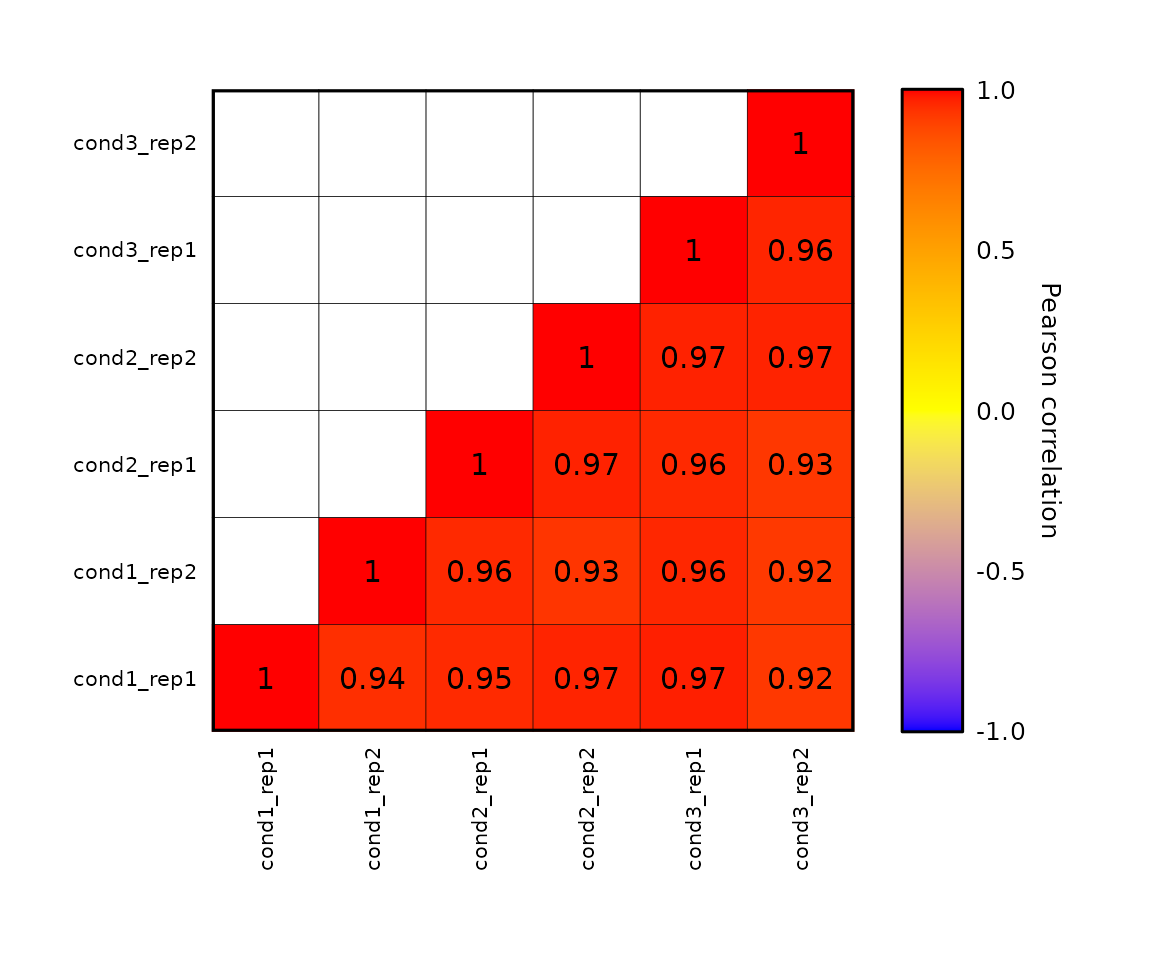 1.0
cond3_rep2 1
cond3_rep1 1 0.96
0.5
cond2_rep2 1 0.97 0.97
0.0
Pearson correlation
cond2_rep1 1 0.97 0.96 0.93
cond1_rep2 1 0.96 0.93 0.96 0.92
-0.5
cond1_rep1 1 0.94 0.95 0.97 0.97 0.92
-1.0
cond1_rep1 cond1_rep2 cond2_rep1 cond2_rep2 cond3_rep1 cond3_rep2